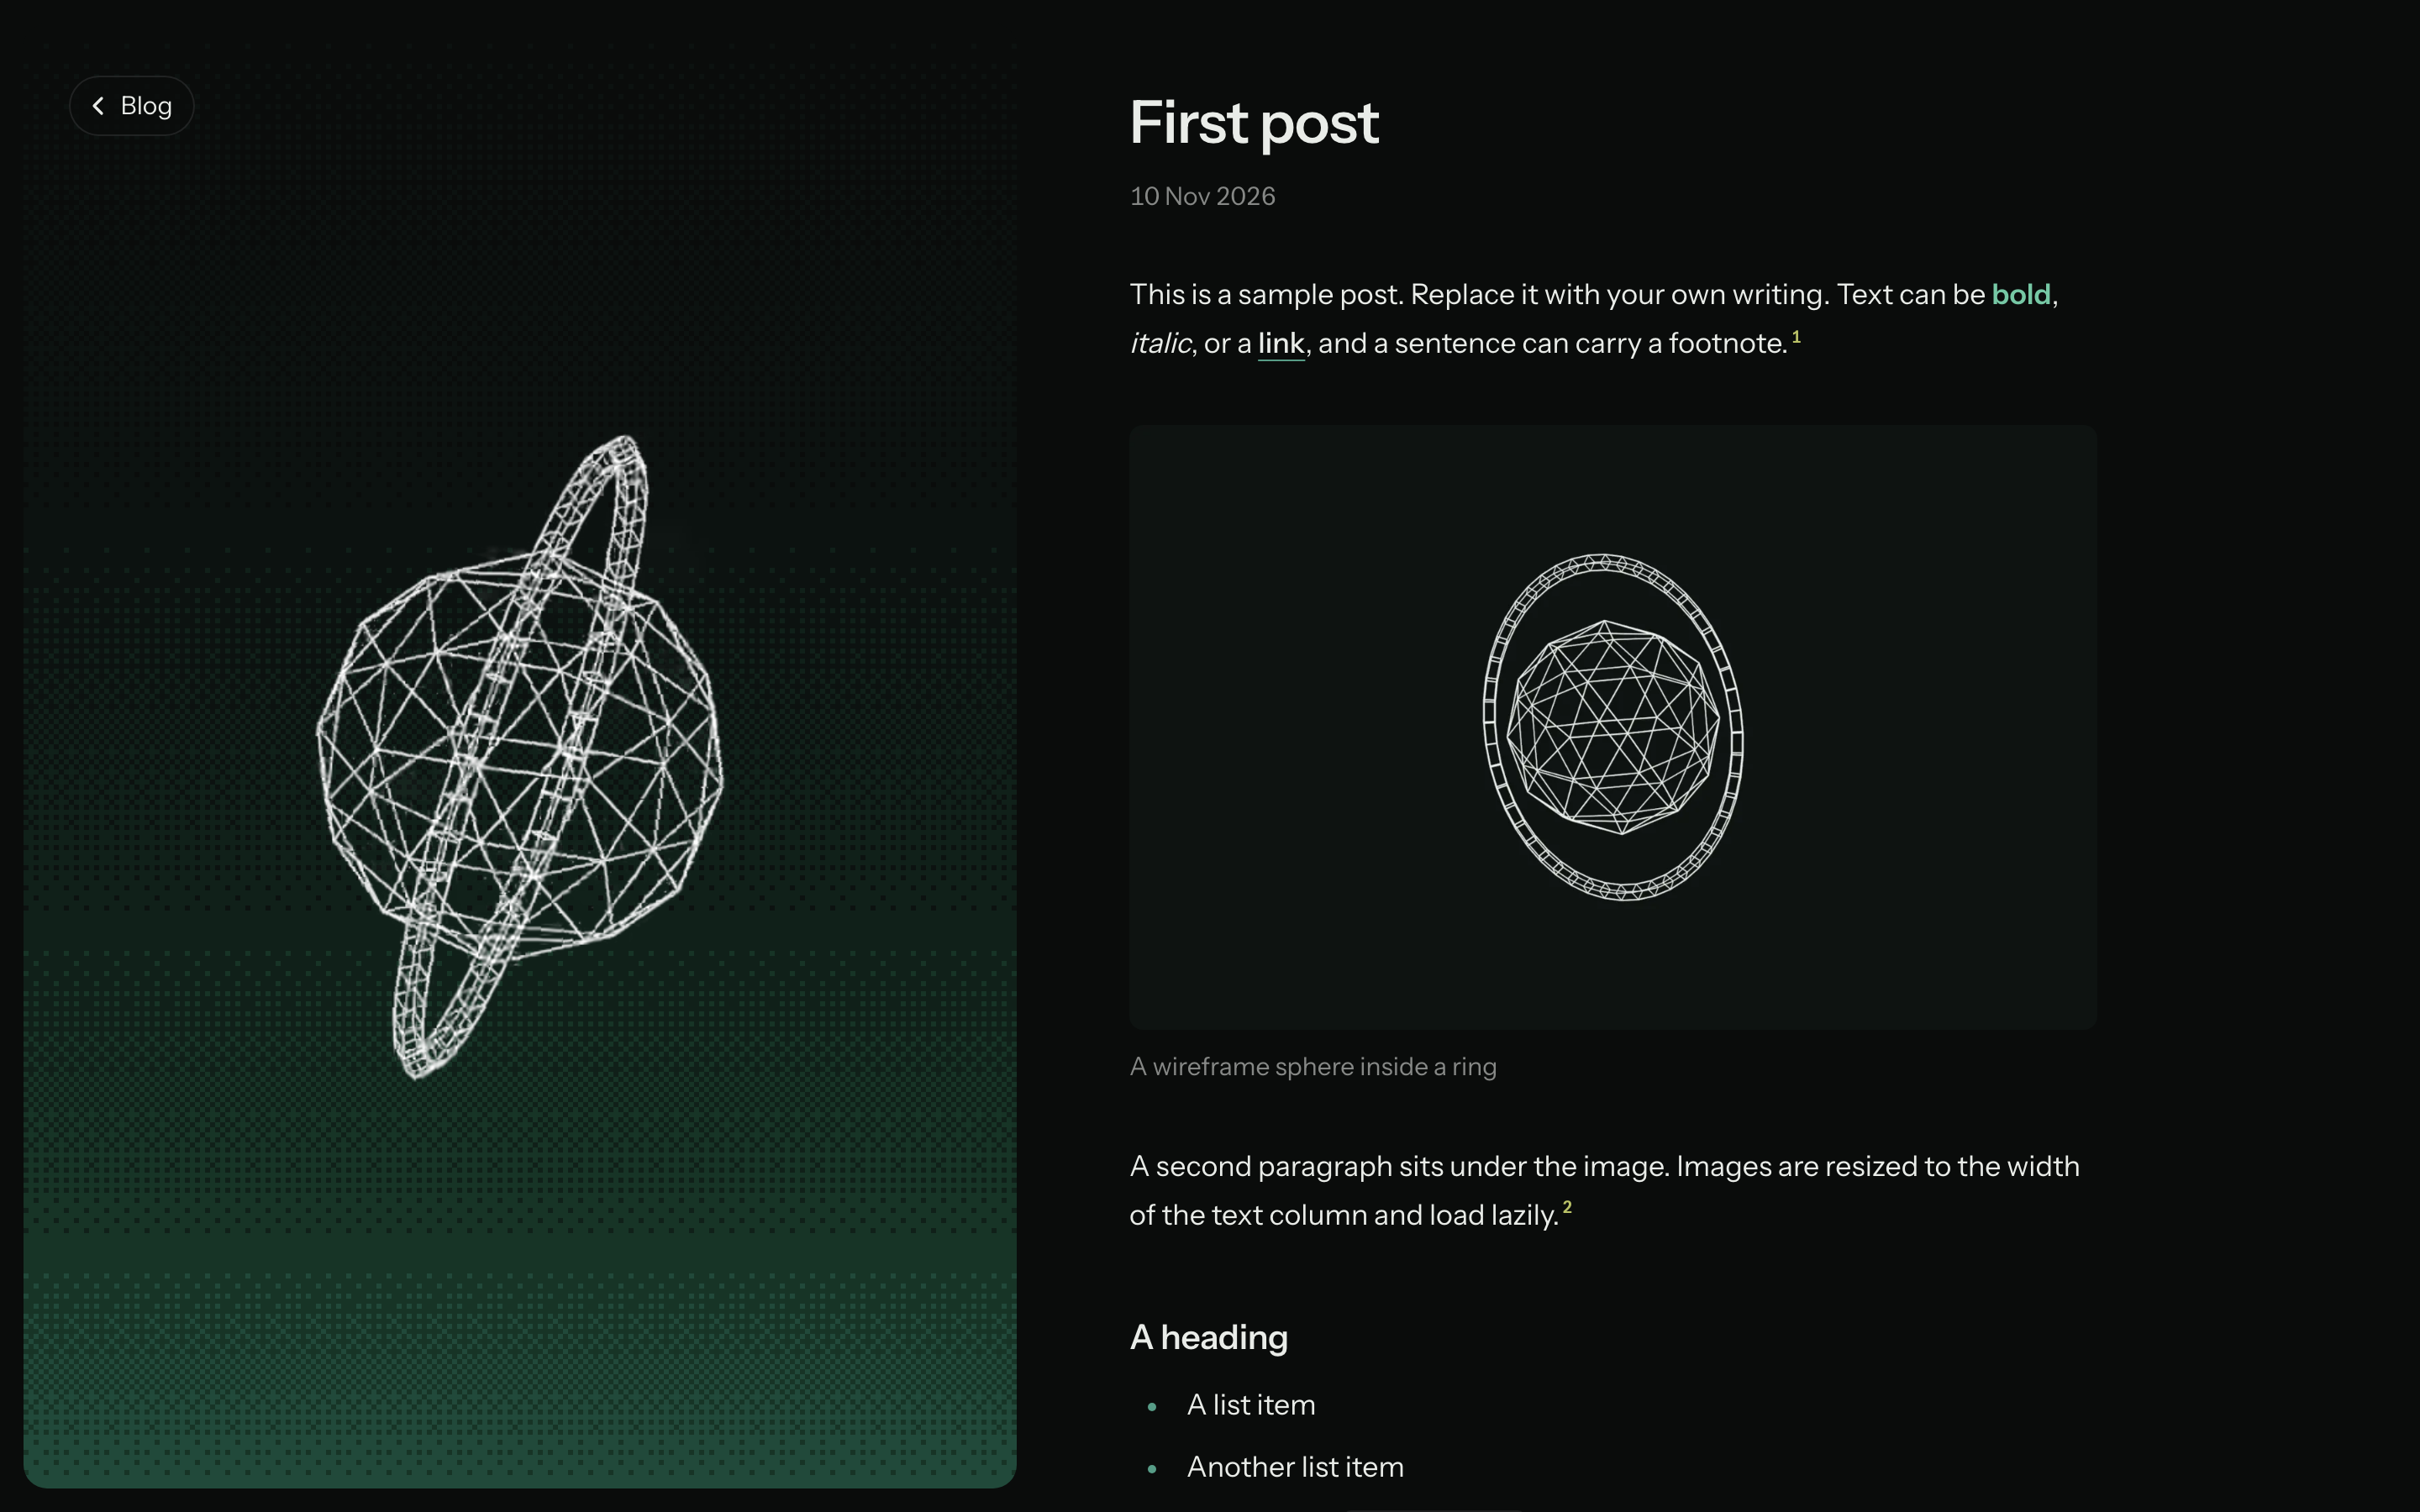 Blog
First post
10 Nov 2026
This is a sample post. Replace it with your own writing. Text can be bold,
italic, or a link, and a sentence can carry a footnote.1
A wireframe sphere inside a ring
A second paragraph sits under the image. Images are resized to the width
of the text column and load lazily.2
A heading
• A list item
• Another list item